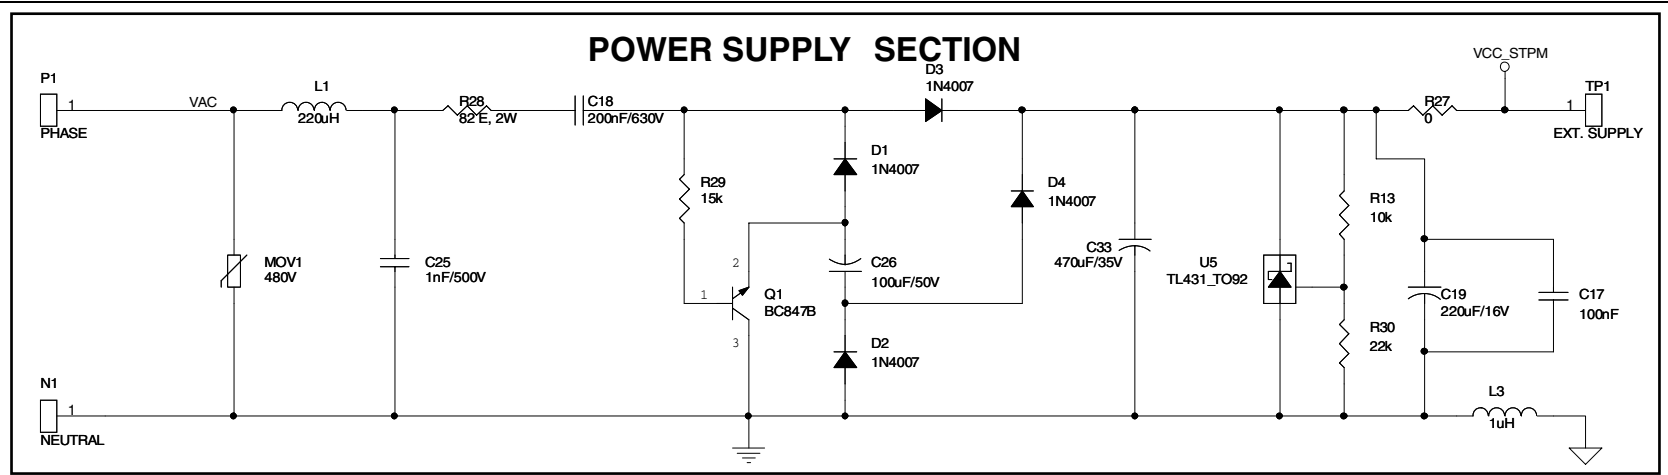 POWER SUPPLY SECTION
P1
1
PHASE
VAC
L1
220uH
R28
82 E, 2W
C18
200nF/630V
D3
1N4007
VCC_STPM
R27
0
TP1
1
EXT. SUPPLY
D1
1N4007
R29
15k
D4
1N4007
R13
10k
MOV1
480V
C25
1nF/500V
2
1
3
Q1
BC847B
C26
100uF/50V
C33
470uF/35V
U5
TL431_TO92
C19
220uF/16V
C17
100nF
D2
1N4007
R30
22k
N1
1
NEUTRAL
L3
1uH